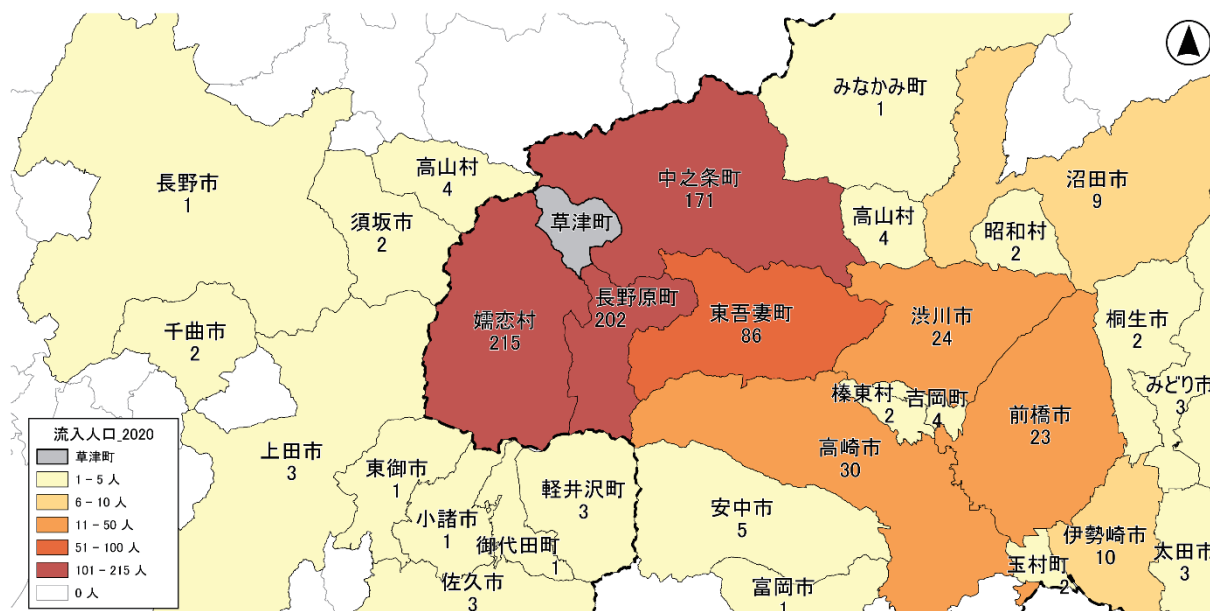 みなかみ町
1
長野市
1
高山村
4
中之条町
171
沼田市
9
須坂市
2
草津町
高山村
4
昭和村
2
長野原町
202
嬬恋村
215
東吾妻町
86
渋川市
24
桐生市
2
千曲市
2
榛東村
2
吉岡町
4
みどり市
3
前橋市
23
流入人口_2020
草津町
1 - 5 人
6 - 10 人
11 - 50 人
51 - 100 人
101 - 215 人
0 人
上田市
3
東御市
1
高崎市
30
軽井沢町
3
安中市
5
小諸市
1
御代田町
1
伊勢崎市
10
太田市
3
玉村町
2
佐久市
3
富岡市
1